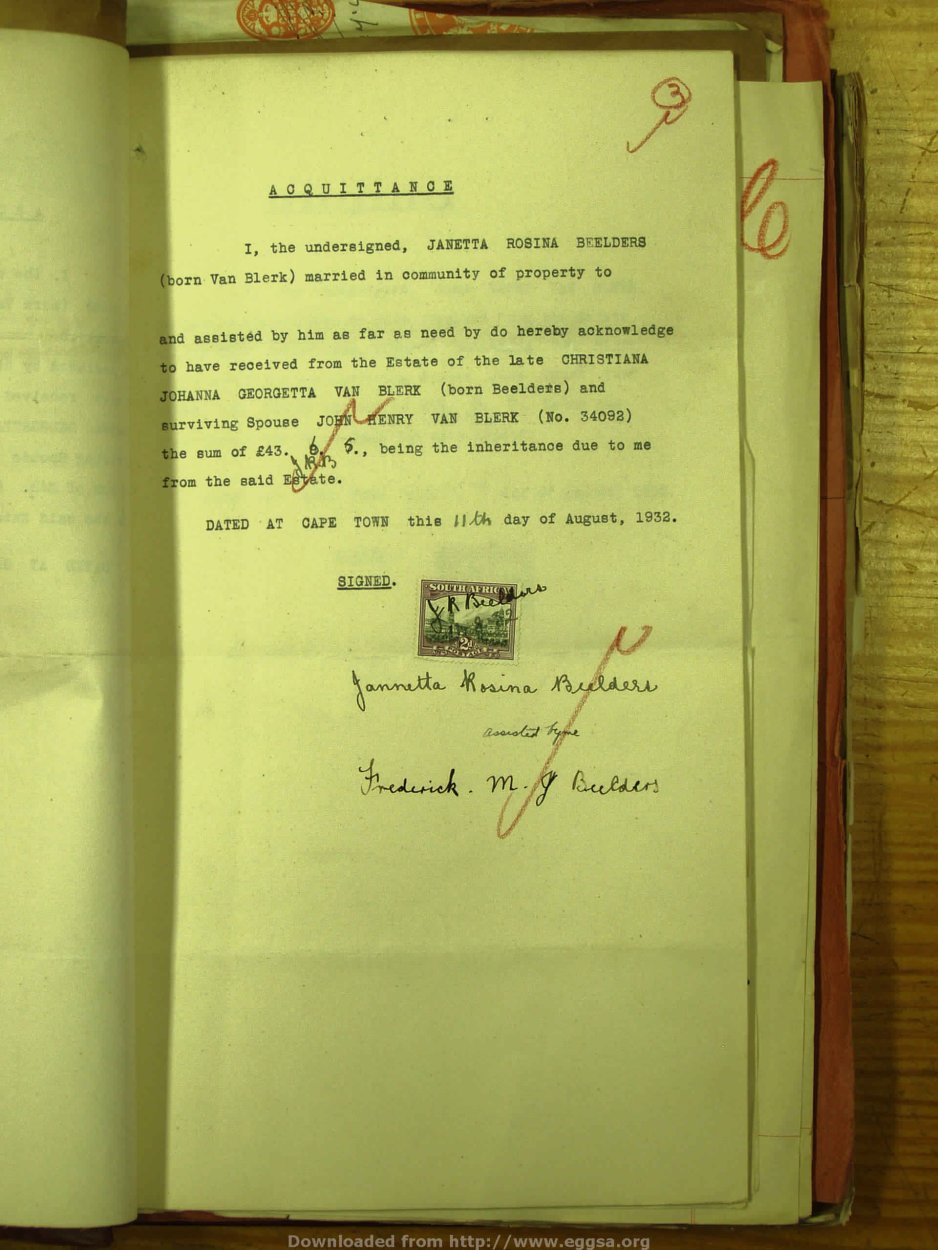 3
ACQUITTANCE
I, the undersigned, JANETTA ROSINA BEELDERS
(born Van Blerk) married in community of property to
and assisted by him as far as need by do hereby acknowledge
to have received from the Estate of the late CHRISTIANA
JOHANNA GEORGETTA VAN BLERK (born Beelders) and
surviving Spouse JOHN HENRY VAN BLERK (No. 34092)
the sum of £43. 6. 5., being the inheritance due to me
JRB
from the said Estate.
DATED AT CAPE TOWN this 11th day of August, 1932.
SIGNED.
SOUTH AFRICA
J R Beelders
2d
POSTAGE
Jannetta Rosina Beelders
assisted by me
Frederick. M. J Beelders
Downloaded from http://www.eggsa.org